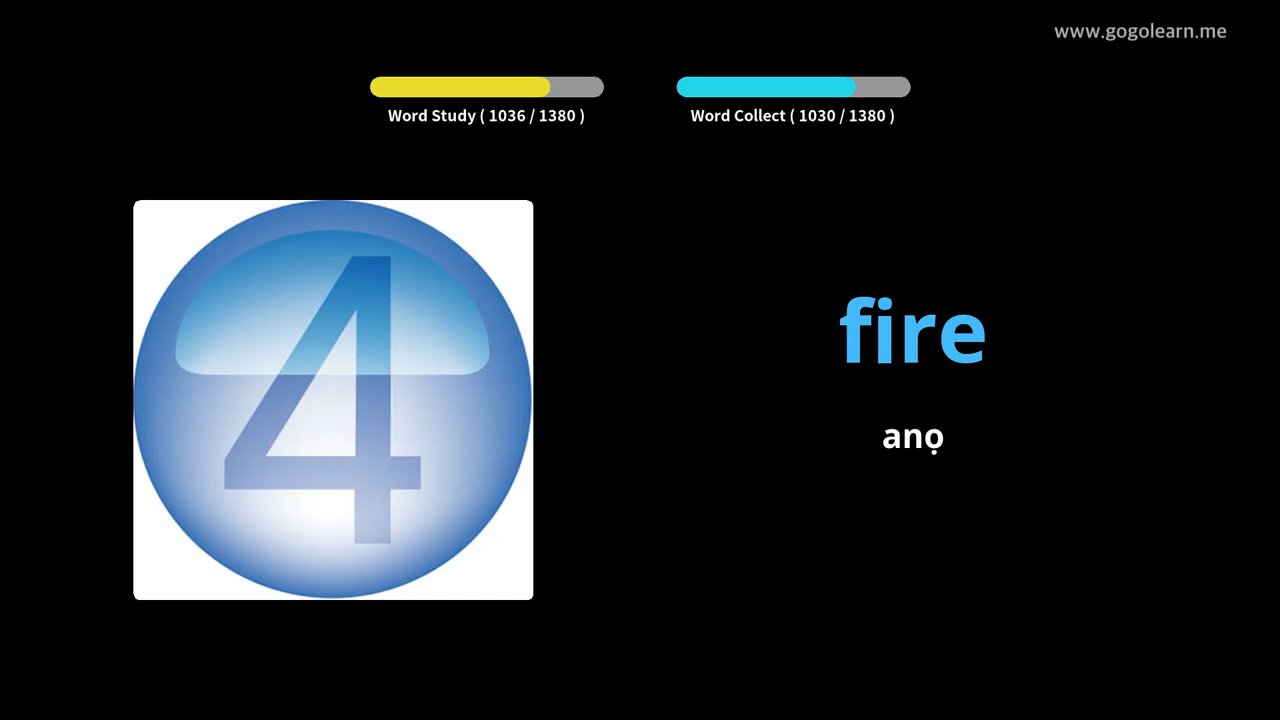 www.gogolearn.me
Word Study ( 1036 / 1380 )
Word Collect ( 1030 / 1380 )
4
fire
anọ